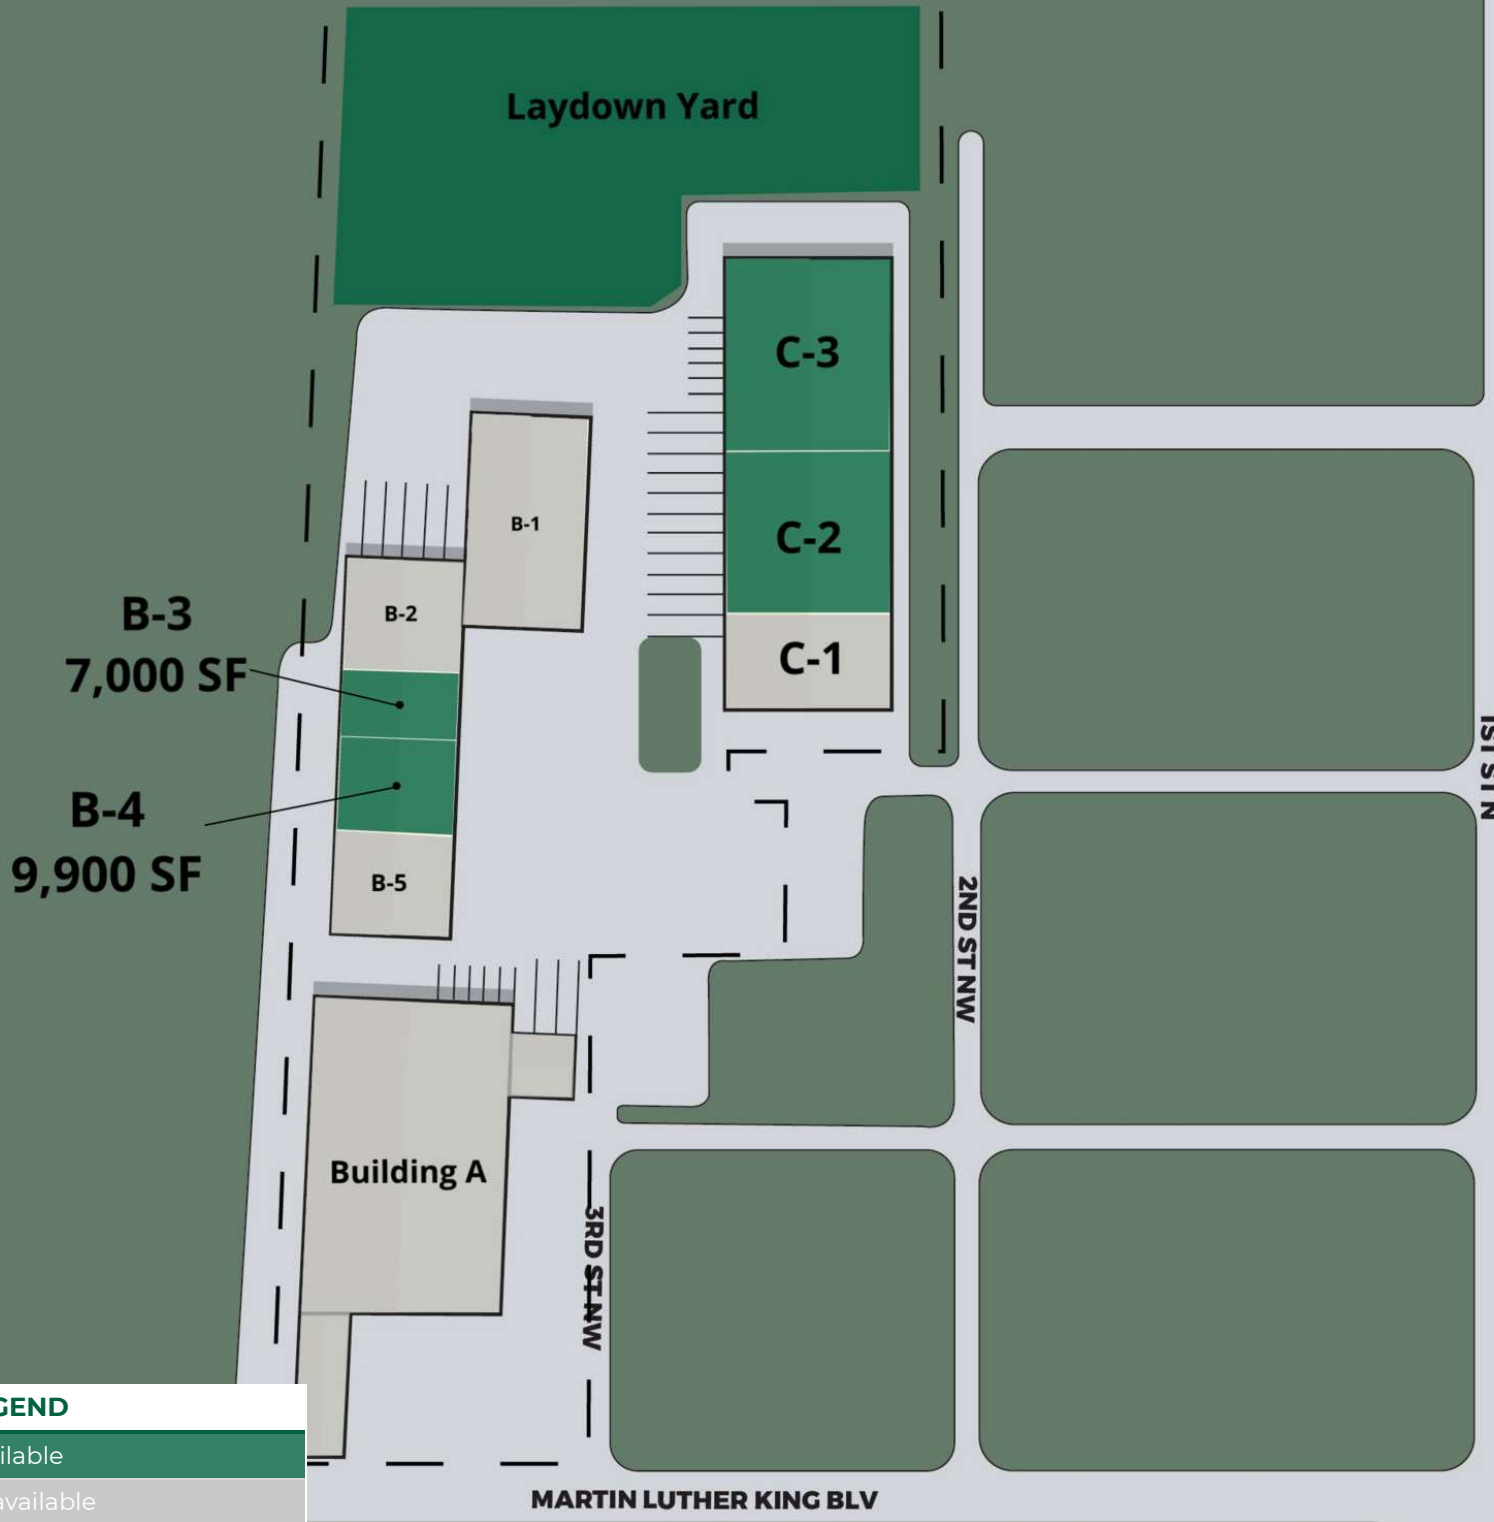 Laydown Yard
C-3
C-2
C-1
B-1
B-2
B-3
7,000 SF
B-4
9,900 SF
B-5
Building A
2ND ST NW
3RD ST NW
1ST ST N
MARTIN LUTHER KING BLV
GEND
ilable
available